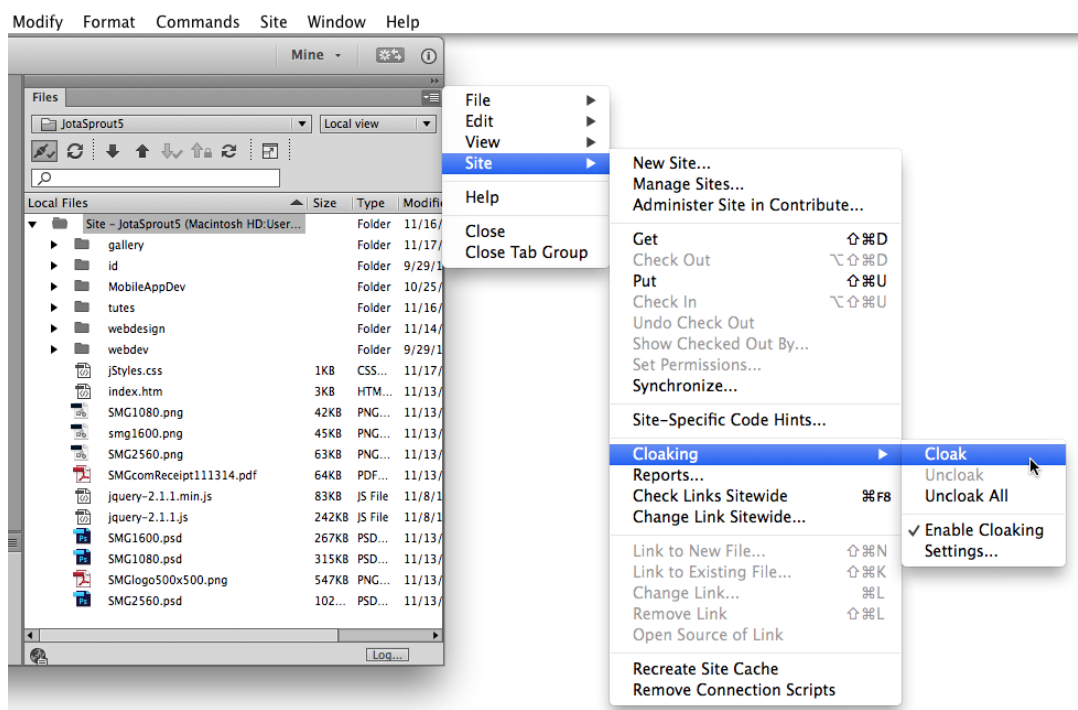 Modify Format Commands Site Window Help
Mine
Files
JotaSprout5 Local view
Local Files Size Type Modifi
Site - JotaSprout5 (Macintosh HD:User... Folder 11/16/
gallery Folder 11/17/
id Folder 9/29/1
MobileAppDev Folder 10/25/
tutes Folder 11/16/
webdesign Folder 11/14/
webdev Folder 9/29/1
jStyles.css 1KB CSS... 11/17/
index.htm 3KB HTM... 11/13/
SMG1080.png 42KB PNG... 11/13/
smg1600.png 45KB PNG... 11/13/
SMG2560.png 63KB PNG... 11/13/
SMGcomReceipt111314.pdf 64KB PDF... 11/13/
jquery-2.1.1.min.js 83KB JS File 11/8/1
jquery-2.1.1.js 242KB JS File 11/8/1
SMG1600.psd 267KB PSD... 11/13/
SMG1080.psd 315KB PSD... 11/13/
SMGlogo500x500.png 547KB PNG... 11/13/
SMG2560.psd 102... PSD... 11/13/
Log...
File
Edit
View
Site
Help
Close
Close Tab Group
New Site...
Manage Sites...
Administer Site in Contribute...
Get ⇧⌘D
Check Out ⌥⇧⌘D
Put ⇧⌘U
Check In ⌥⇧⌘U
Undo Check Out
Show Checked Out By...
Set Permissions...
Synchronize...
Site-Specific Code Hints...
Cloaking
Reports...
Check Links Sitewide ⌘F8
Change Link Sitewide...
Link to New File... ⇧⌘N
Link to Existing File... ⇧⌘K
Change Link... ⌘L
Remove Link ⇧⌘L
Open Source of Link
Recreate Site Cache
Remove Connection Scripts
Cloak
Uncloak
Uncloak All
✓ Enable Cloaking
Settings...